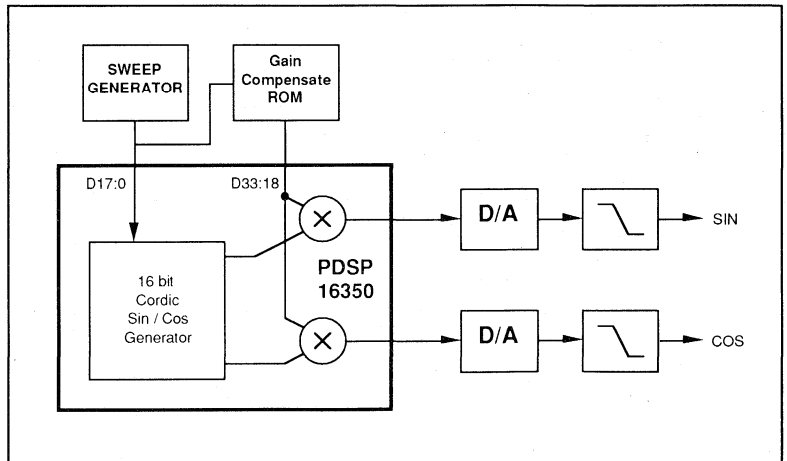 SWEEP
GENERATOR
Gain
Compensate
ROM
D17:0
D33:18
16 bit
Cordic
Sin / Cos
Generator
PDSP
16350
D/A
SIN
D/A
COS